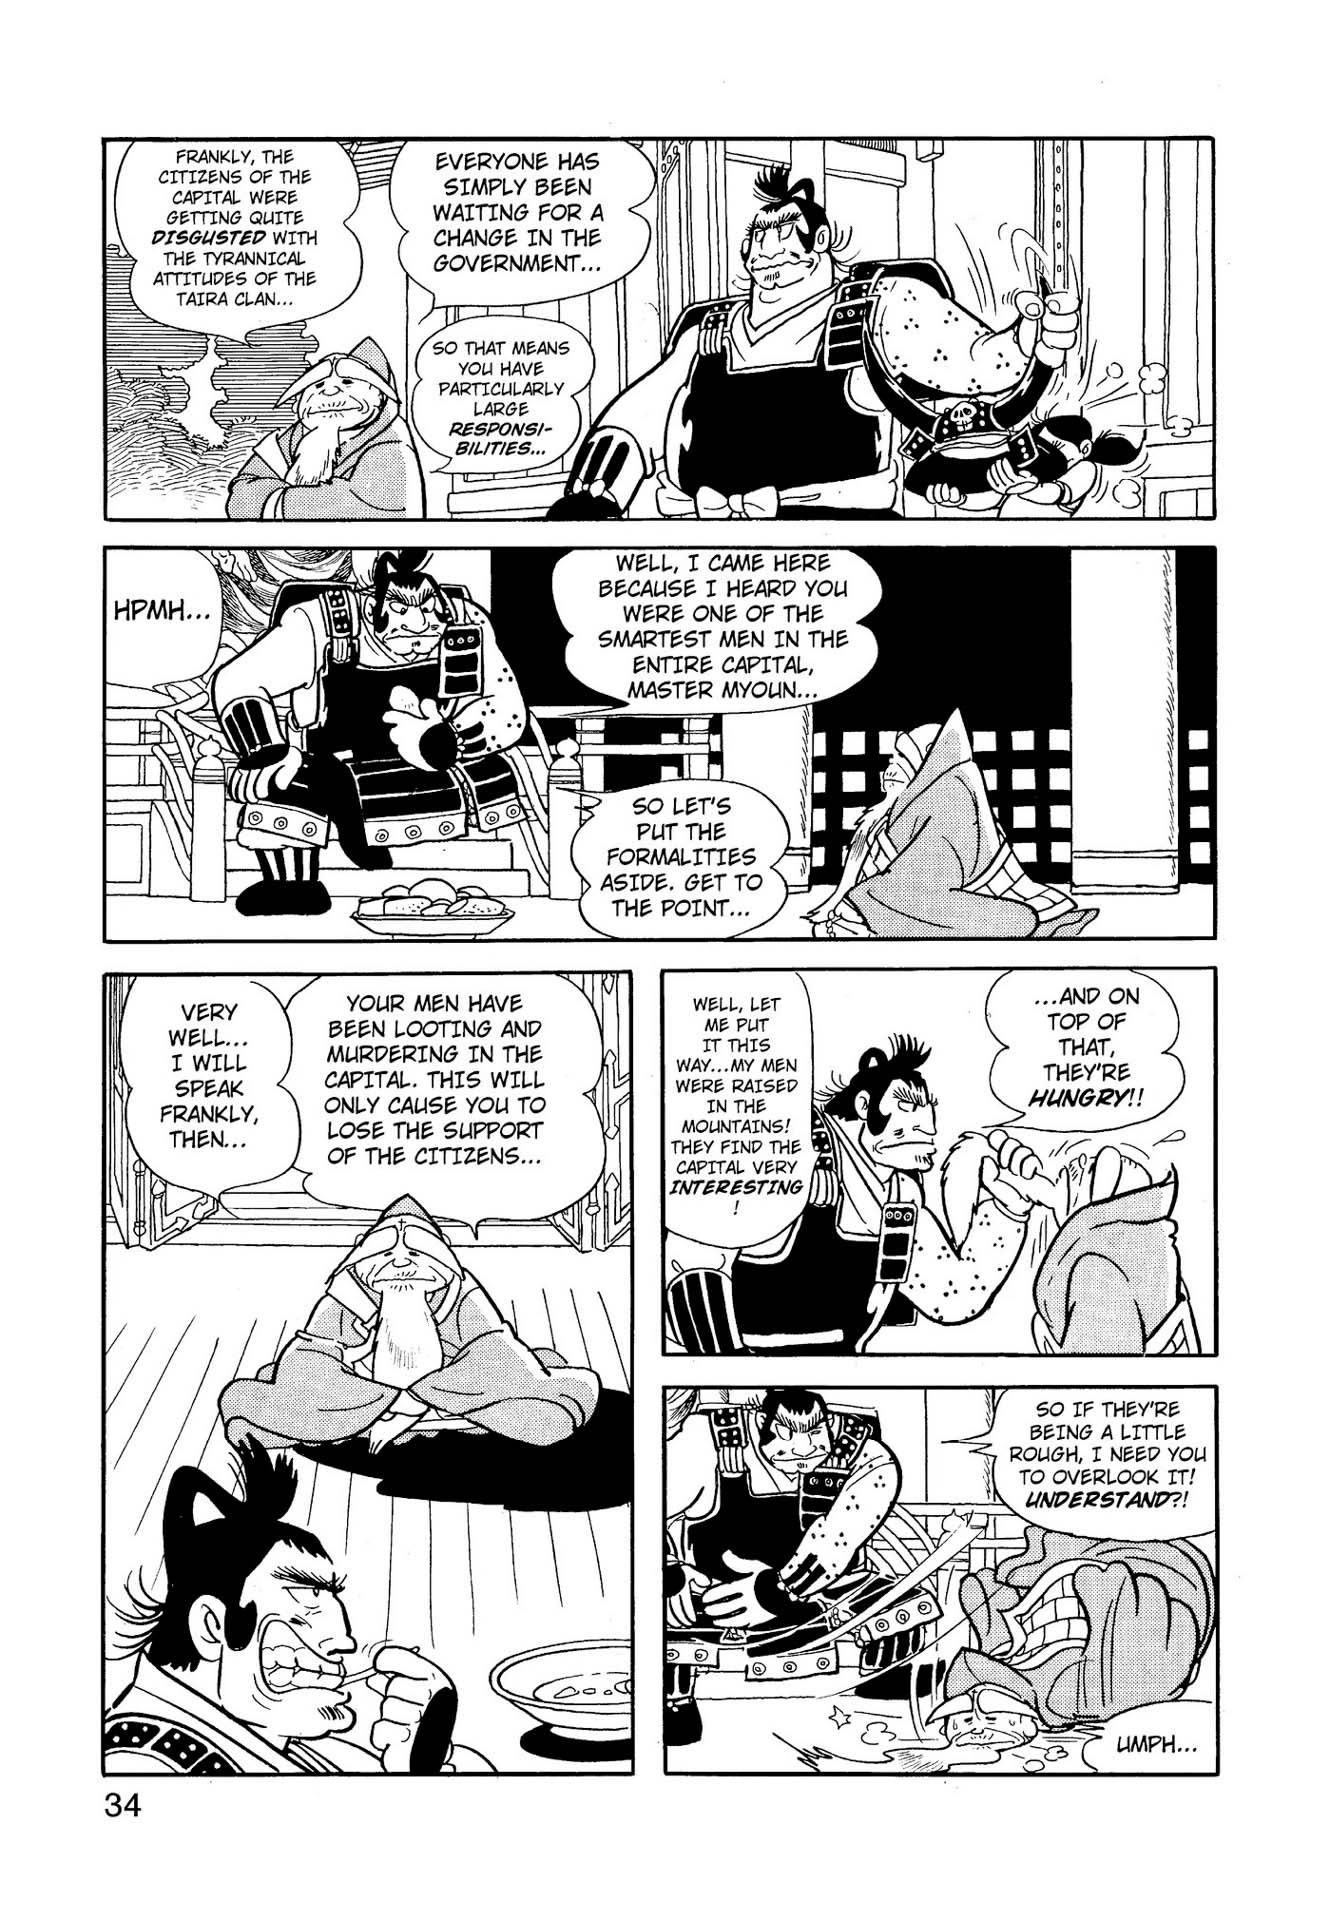 FRANKLY, THE
CITIZENS OF THE
CAPITAL WERE
GETTING QUITE
DISGUSTED WITH
THE TYRANNICAL
ATTITUDES OF THE
TAIRA CLAN...
EVERYONE HAS
SIMPLY BEEN
WAITING FOR A
CHANGE IN THE
GOVERNMENT...
SO THAT MEANS
YOU HAVE
PARTICULARLY
LARGE
RESPONSI-
BILITIES...
HPMH...
WELL, I CAME HERE
BECAUSE I HEARD YOU
WERE ONE OF THE
SMARTEST MEN IN THE
ENTIRE CAPITAL,
MASTER MYOUN...
SO LET'S
PUT THE
FORMALITIES
ASIDE. GET TO
THE POINT...
VERY
WELL...
I WILL
SPEAK
FRANKLY,
THEN...
YOUR MEN HAVE
BEEN LOOTING AND
MURDERING IN THE
CAPITAL. THIS WILL
ONLY CAUSE YOU TO
LOSE THE SUPPORT
OF THE CITIZENS...
WELL, LET
ME PUT
IT THIS
WAY...MY MEN
WERE RAISED
IN THE
MOUNTAINS!
THEY FIND THE
CAPITAL VERY
INTERESTING
!
...AND ON
TOP OF
THAT,
THEY'RE
HUNGRY!!
SO IF THEY'RE
BEING A LITTLE
ROUGH, I NEED YOU
TO OVERLOOK IT!
UNDERSTAND?!
UMPH...
34